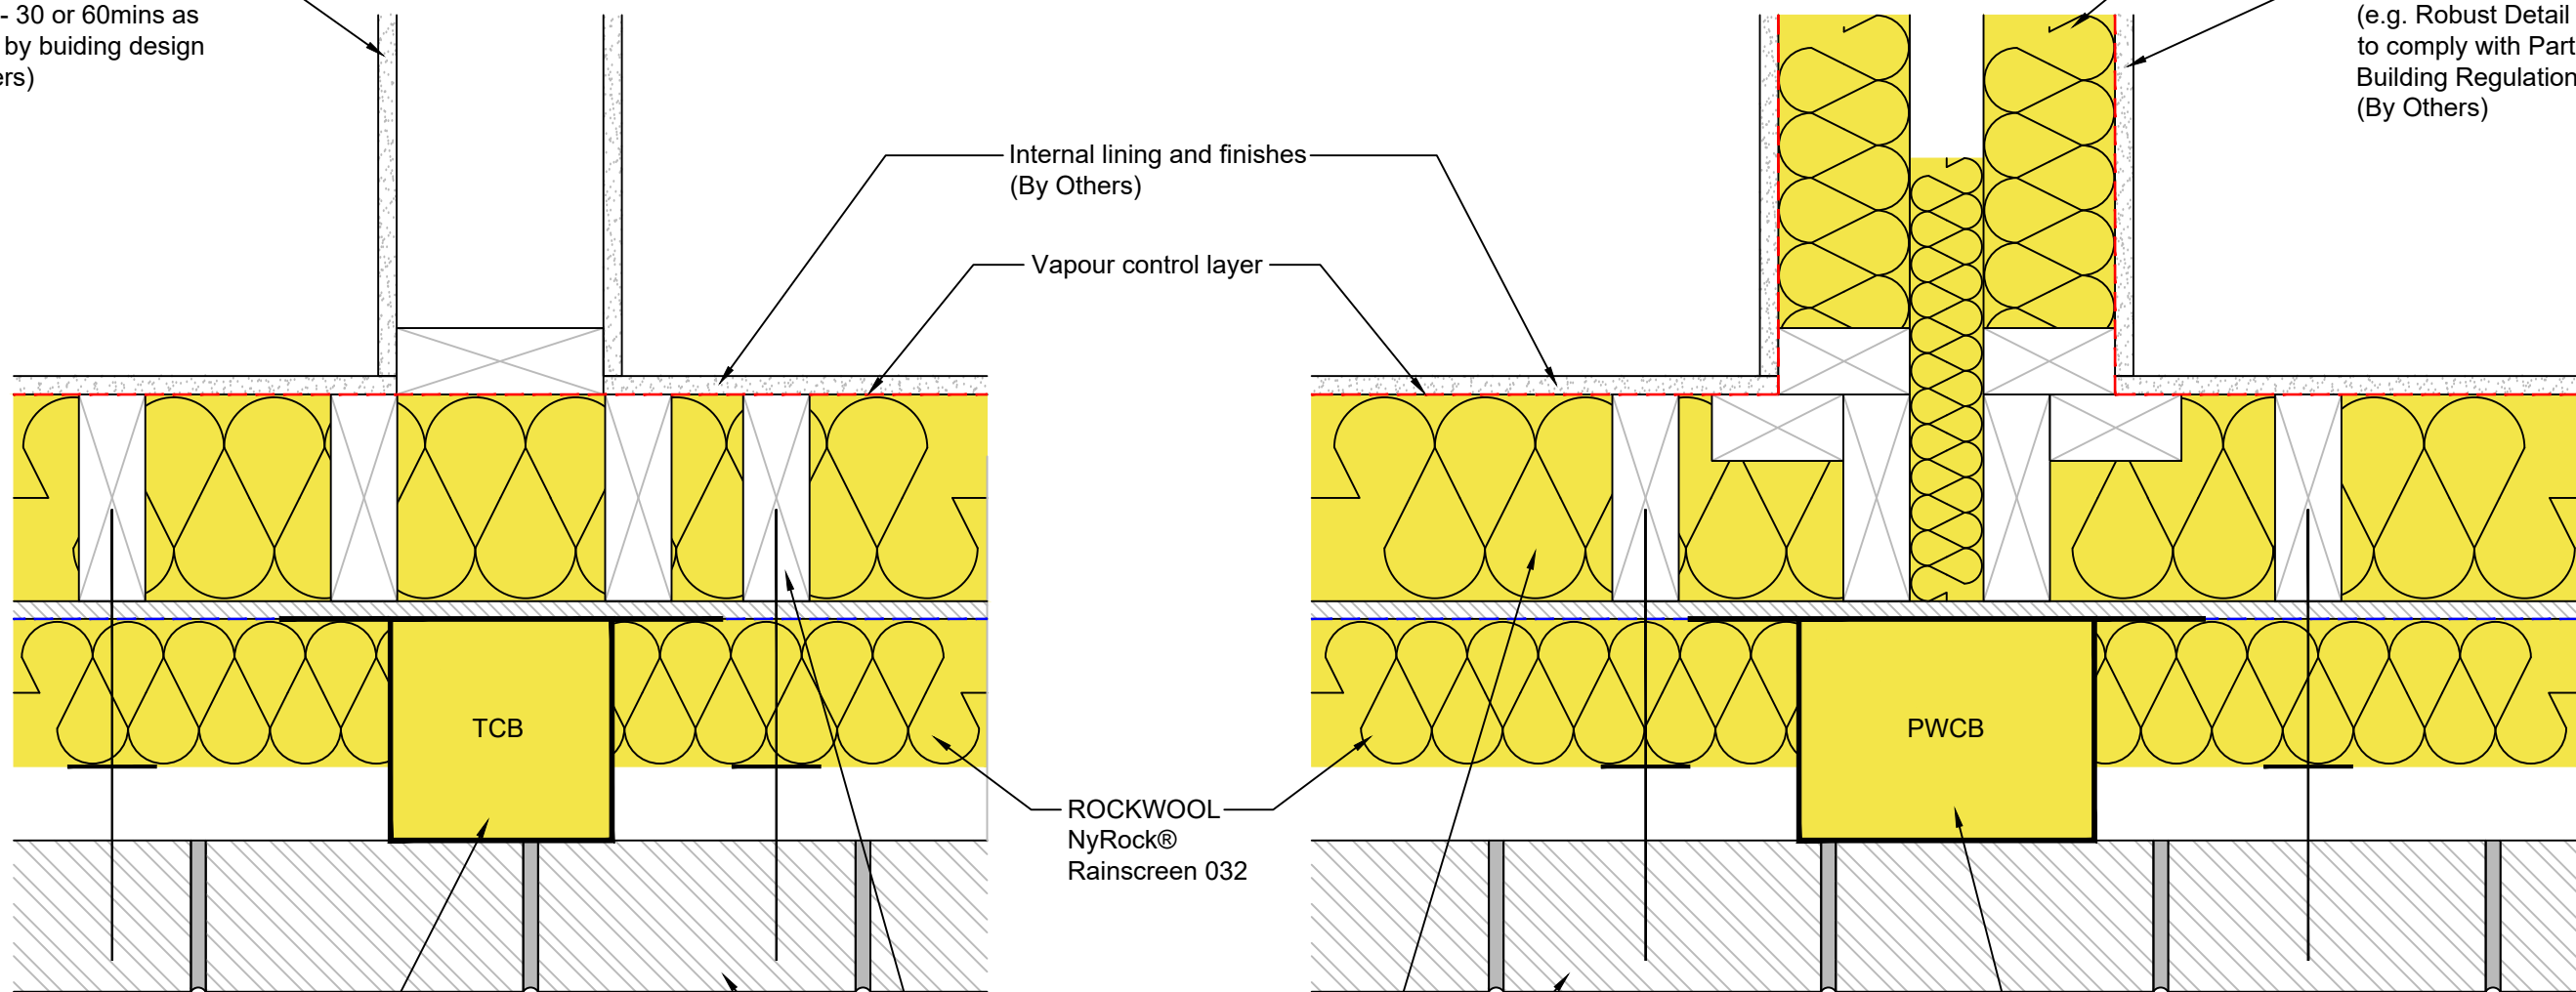 - 30 or 60mins as
by buiding design
ers)
(e.g. Robust Detail
to comply with Part
Building Regulation
(By Others)
Internal lining and finishes
(By Others)
Vapour control layer
TCB
PWCB
ROCKWOOL
NyRock®
Rainscreen 032